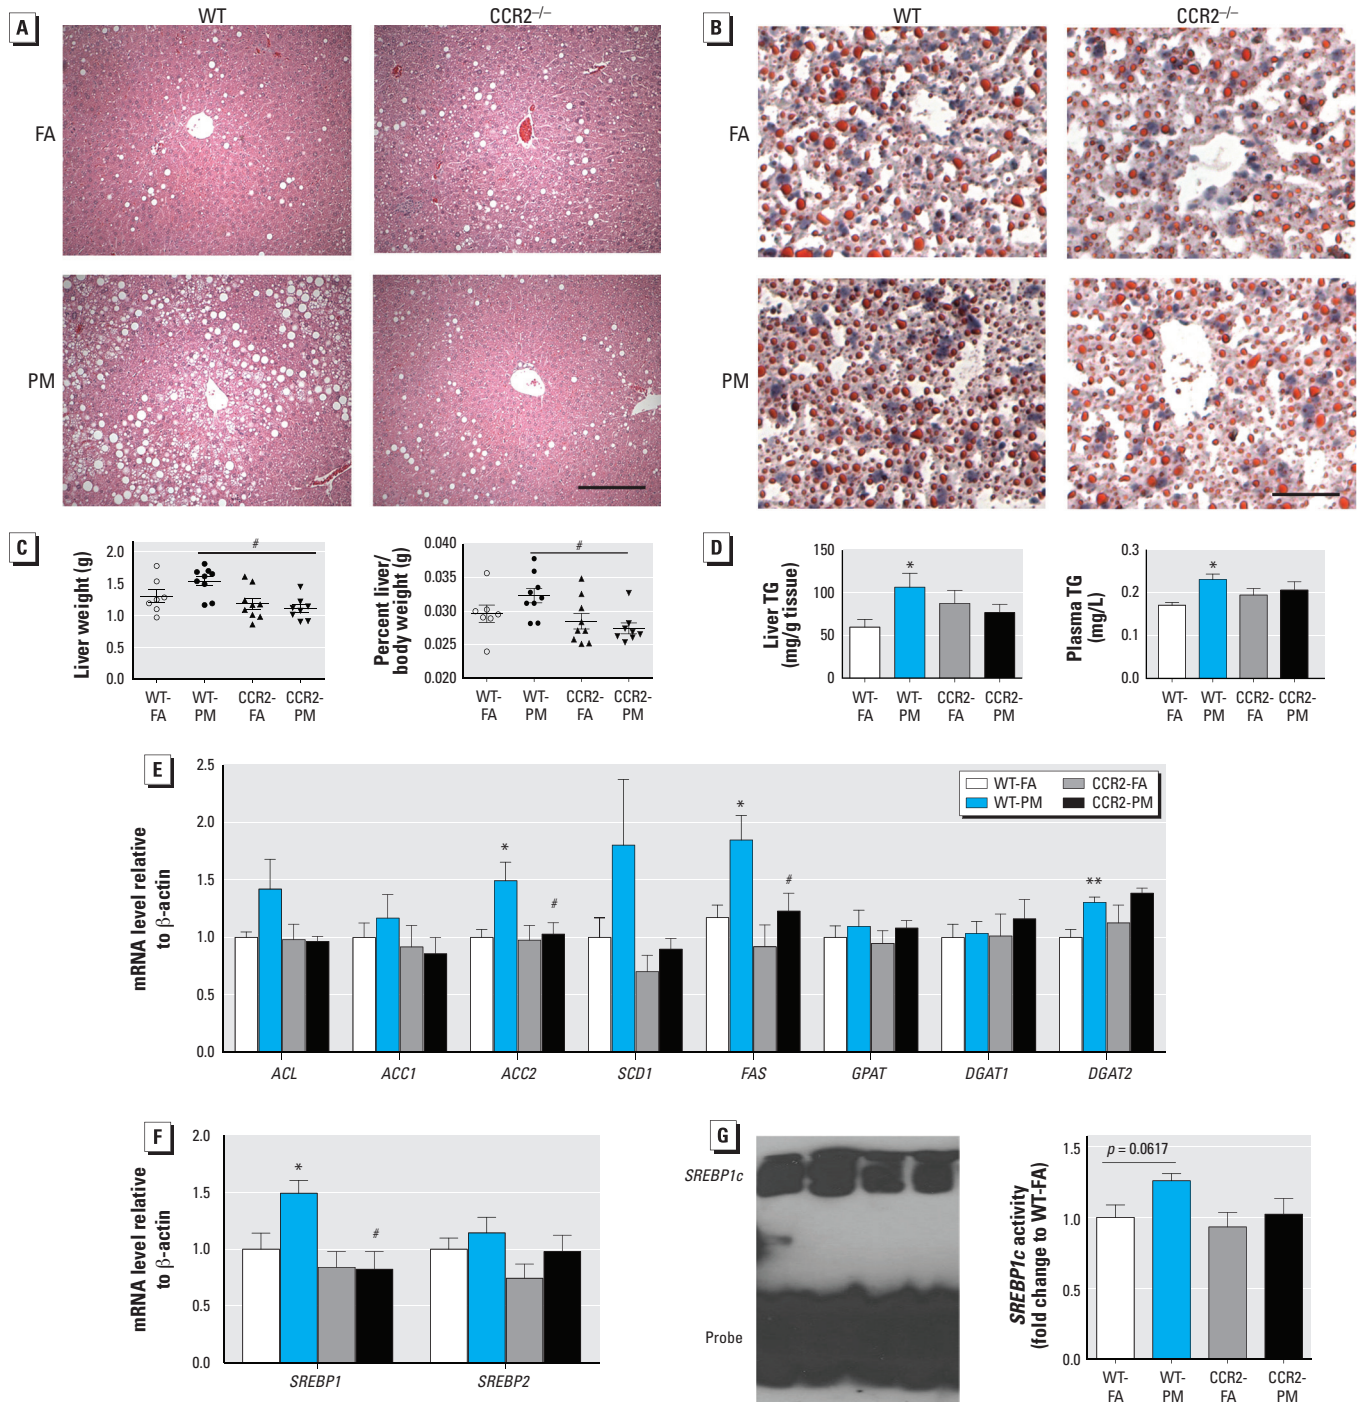 A
WT
CCR2–/–
FA
PM
B
WT
CCR2–/–
FA
PM
C
Liver weight (g)
2.0
1.5
1.0
0.5
0.0
#
WT-
FA
WT-
PM
CCR2-
FA
CCR2-
PM
Percent liver/
body weight (g)
0.040
0.035
0.030
0.025
0.020
#
WT-
FA
WT-
PM
CCR2-
FA
CCR2-
PM
D
Liver TG
(mg/g tissue)
150
100
50
0
*
WT-
FA
WT-
PM
CCR2-
FA
CCR2-
PM
Plasma TG
(mg/L)
0.3
0.2
0.1
0.0
*
WT-
FA
WT-
PM
CCR2-
FA
CCR2-
PM
E
mRNA level relative
to β-actin
2.5
2.0
1.5
1.0
0.5
0.0
WT-FA
CCR2-FA
WT-PM
CCR2-PM
*
#
*
#
**
ACL
ACC1
ACC2
SCD1
FAS
GPAT
DGAT1
DGAT2
F
mRNA level relative
to β-actin
2.0
1.5
1.0
0.5
0.0
*
#
SREBP1
SREBP2
G
SREBP1c
Probe
SREBP1c activity
(fold change to WT-FA)
1.5
1.0
0.5
0.0
p = 0.0617
WT-
FA
WT-
PM
CCR2-
FA
CCR2-
PM